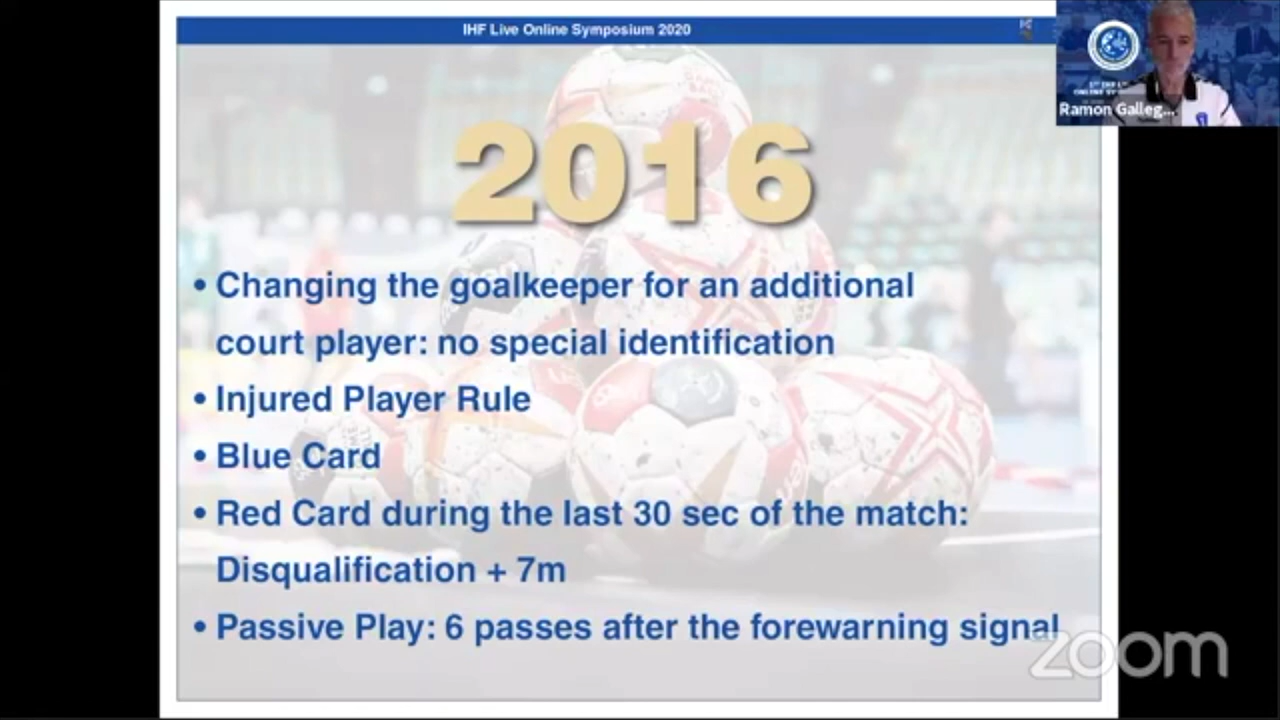 IHF Live Online Symposium 2020
Ramon Galleg...
2016
• Changing the goalkeeper for an additional
court player: no special identification
• Injured Player Rule
• Blue Card
• Red Card during the last 30 sec of the match:
Disqualification + 7m
• Passive Play: 6 passes after the forewarning signal
zoom